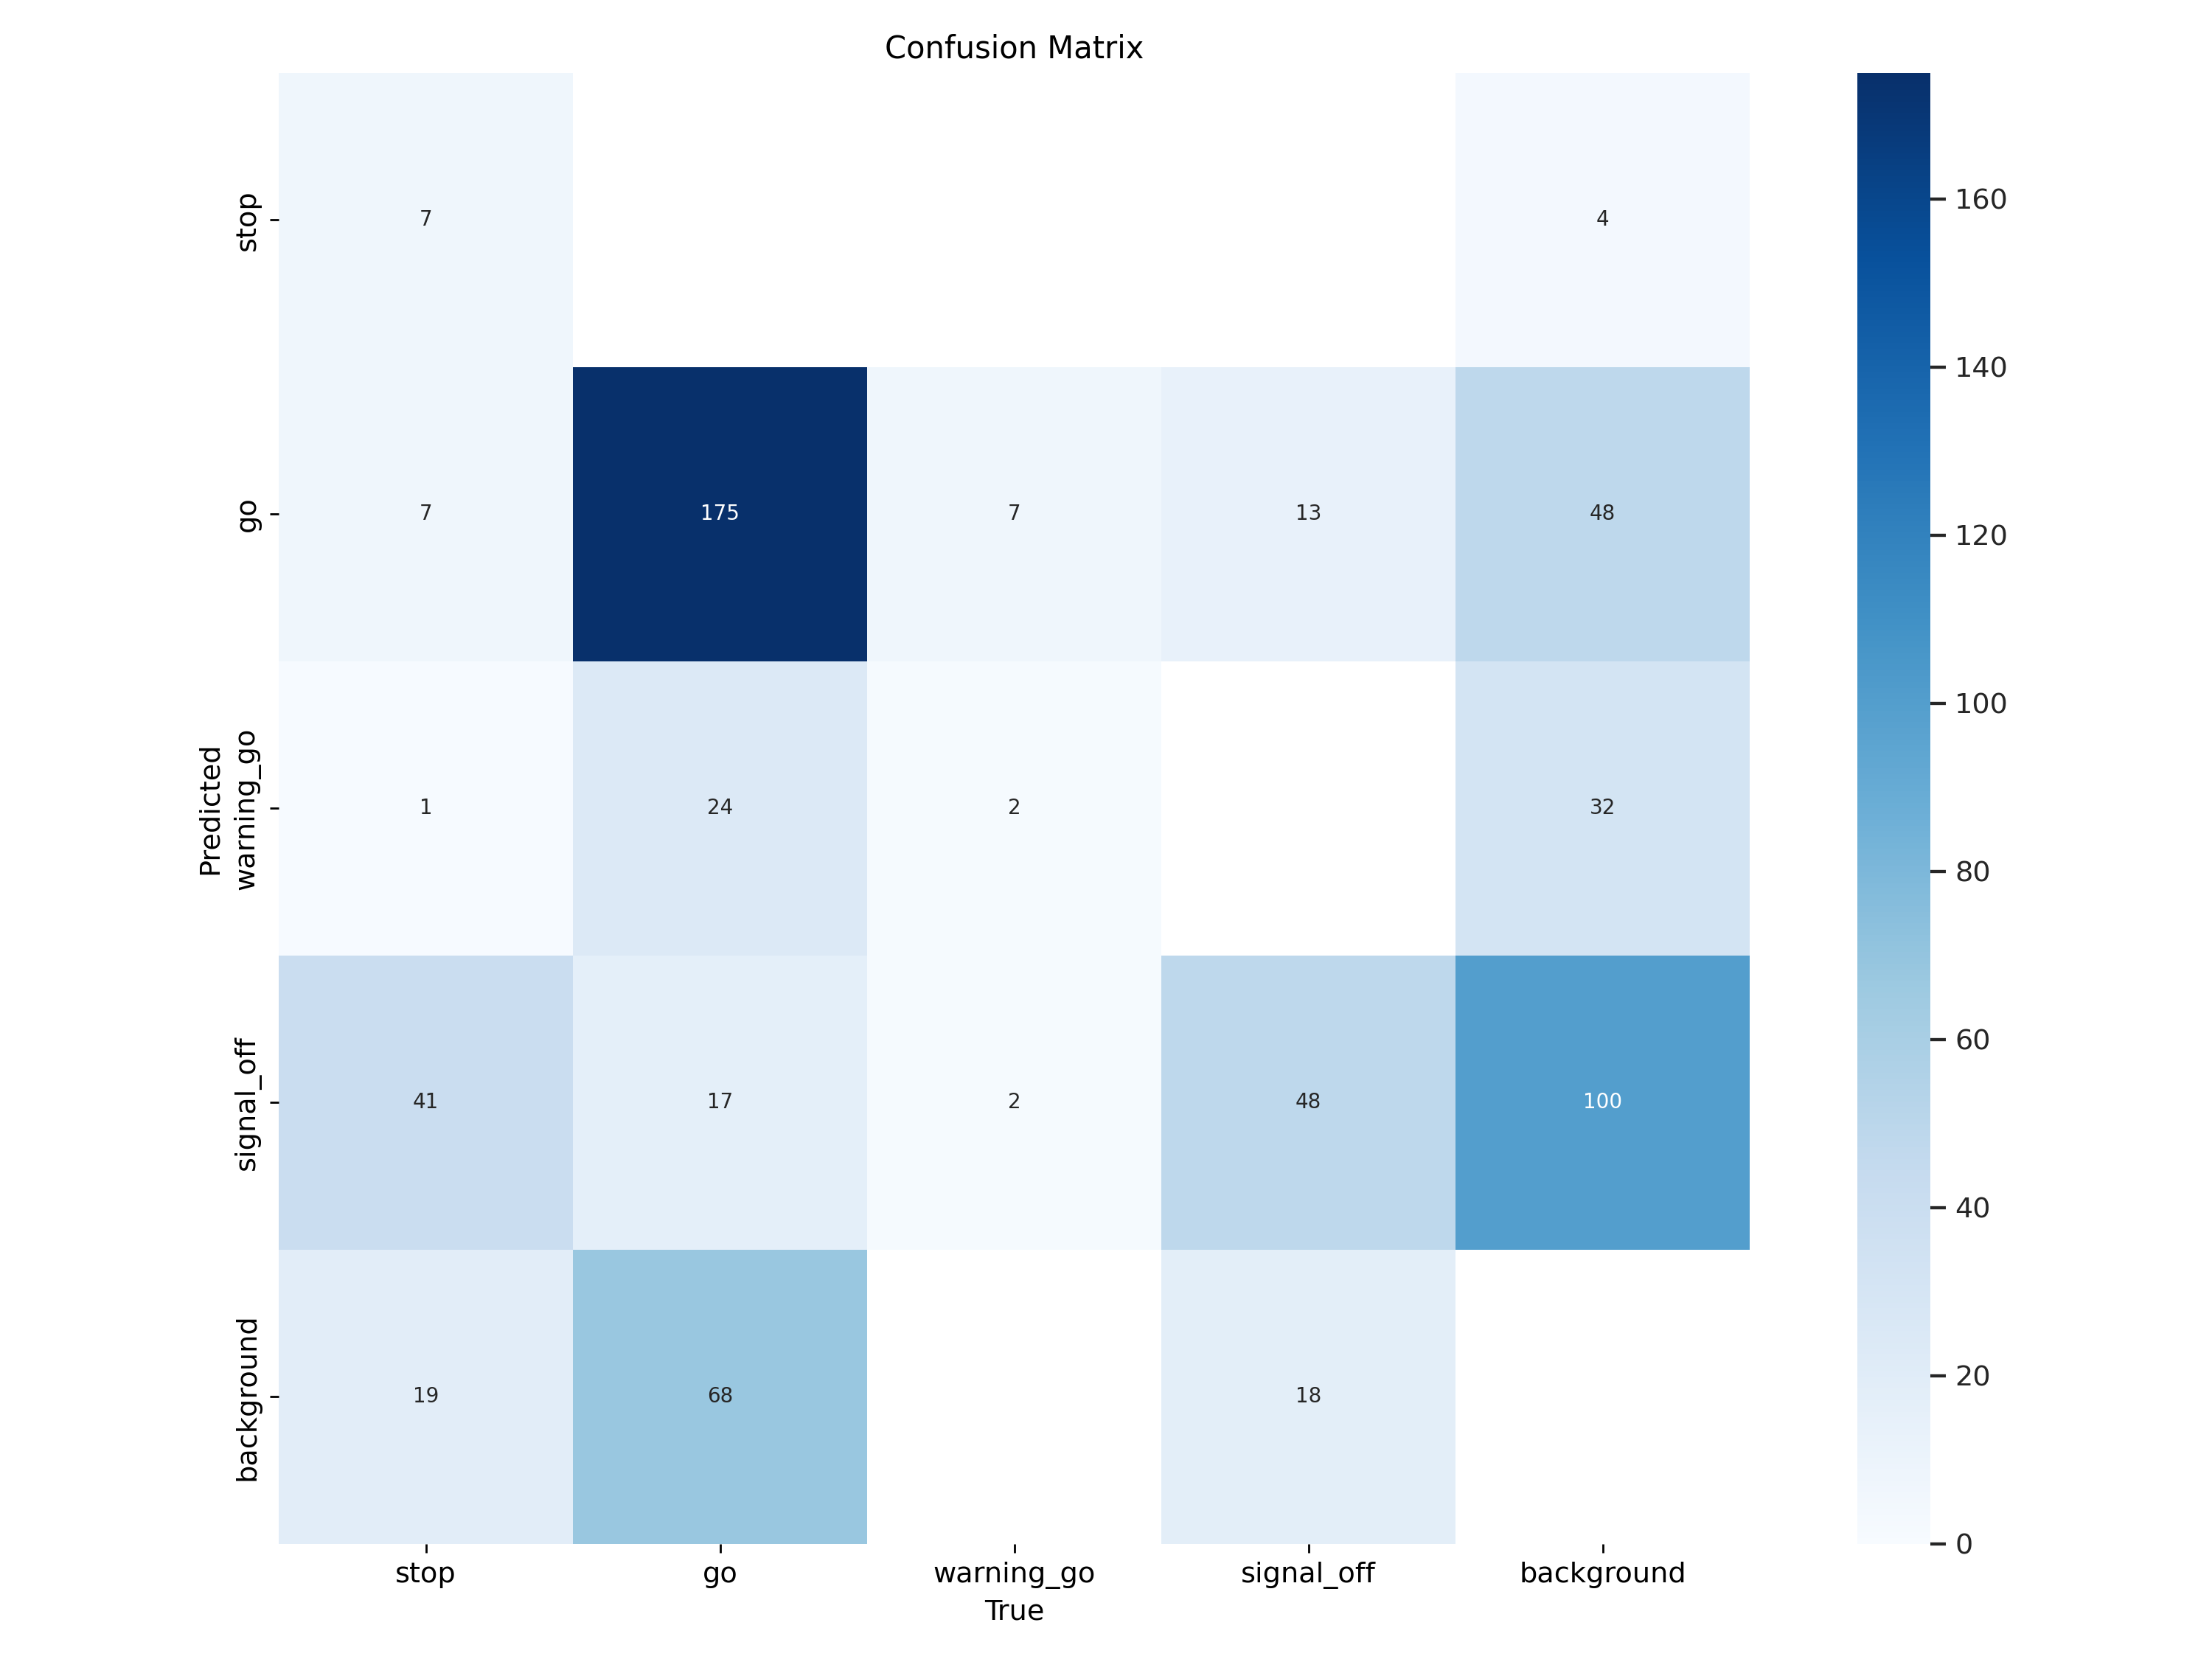 Confusion Matrix
stop
7
4
160
140
go
7
175
7
13
48
120
100
Predicted
warning_go
1
24
2
32
80
60
signal_off
41
17
2
48
100
40
20
background
19
68
18
0
stop
go
warning_go
signal_off
background
True